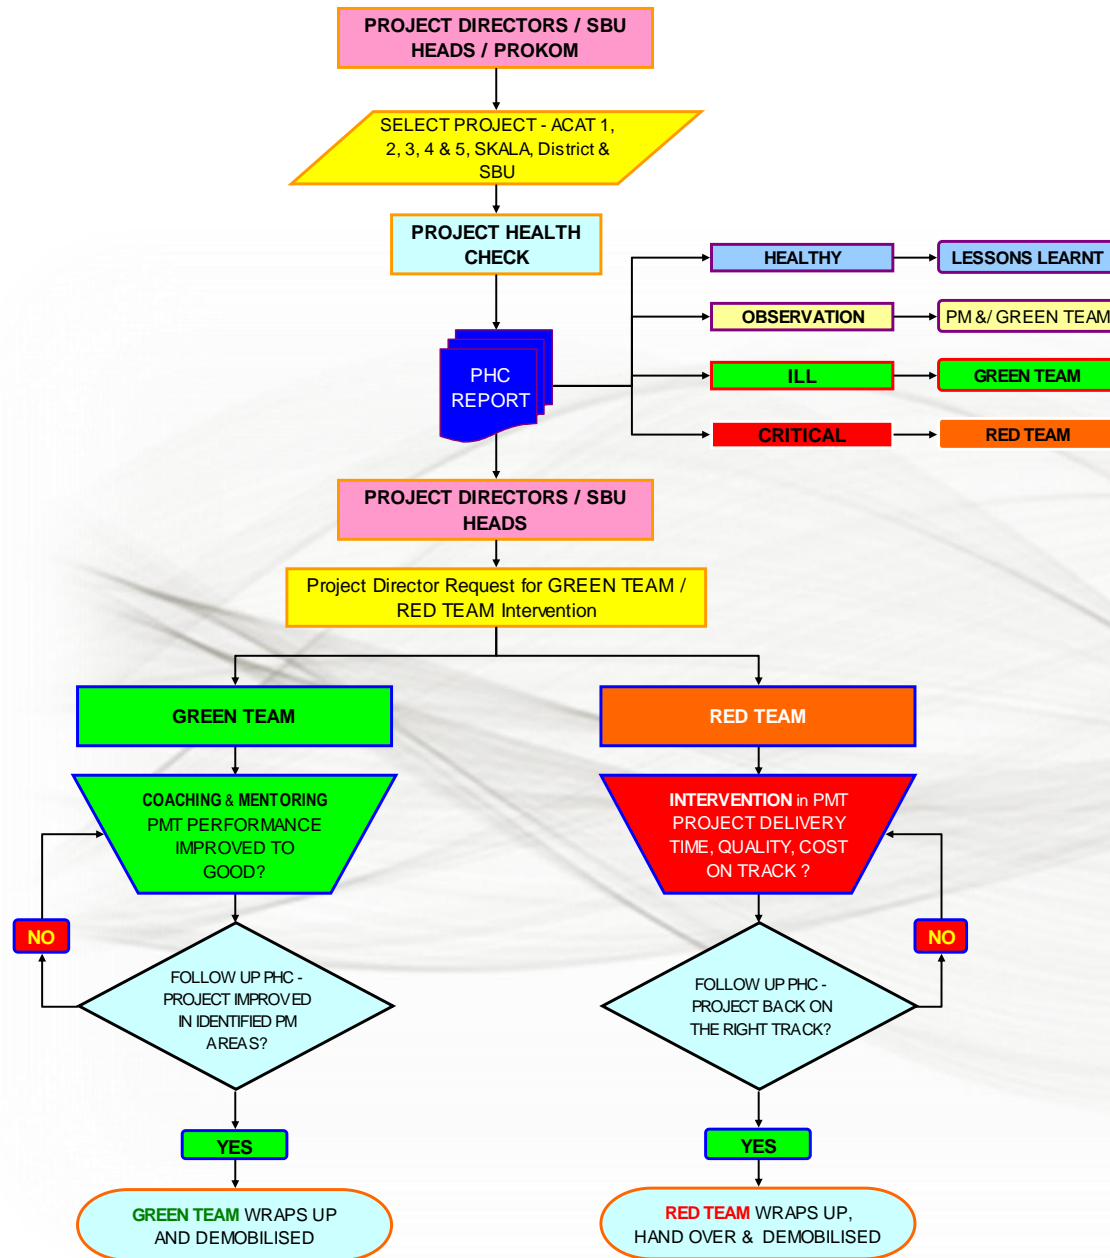 PROJECT DIRECTORS / SBU
HEADS / PROKOM
SELECT PROJECT - ACAT 1,
2, 3, 4 & 5, SKALA, District &
SBU
PROJECT HEALTH
CHECK
HEALTHY
LESSONS LEARNT
OBSERVATION
PM &/ GREEN TEAM
PHC
REPORT
ILL
GREEN TEAM
CRITICAL
RED TEAM
PROJECT DIRECTORS / SBU
HEADS
Project Director Request for GREEN TEAM /
RED TEAM Intervention
GREEN TEAM
COACHING & MENTORING
PMT PERFORMANCE
IMPROVED TO
GOOD?
NO
FOLLOW UP PHC -
PROJECT IMPROVED
IN IDENTIFIED PM
AREAS?
YES
GREEN TEAM WRAPS UP
AND DEMOBILISED
RED TEAM
INTERVENTION in PMT
PROJECT DELIVERY
TIME, QUALITY, COST
ON TRACK ?
NO
FOLLOW UP PHC -
PROJECT BACK ON
THE RIGHT TRACK?
YES
RED TEAM WRAPS UP,
HAND OVER & DEMOBILISED